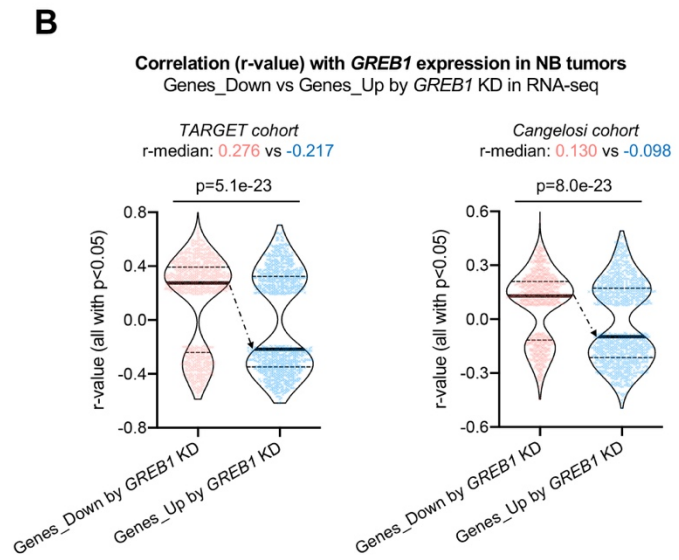 B
Correlation (r-value) with GREB1 expression in NB tumors
Genes_Down vs Genes_Up by GREB1 KD in RNA-seq
TARGET cohort
r-median: 0.276 vs -0.217
p=5.1e-23
r-value (all with p<0.05)
0.8
0.4
0.0
-0.4
-0.8
Genes_Down by GREB1 KD
Genes_Up by GREB1 KD
Cangelosi cohort
r-median: 0.130 vs -0.098
p=8.0e-23
r-value (all with p<0.05)
0.6
0.3
0.0
-0.3
-0.6
Genes_Down by GREB1 KD
Genes_Up by GREB1 KD